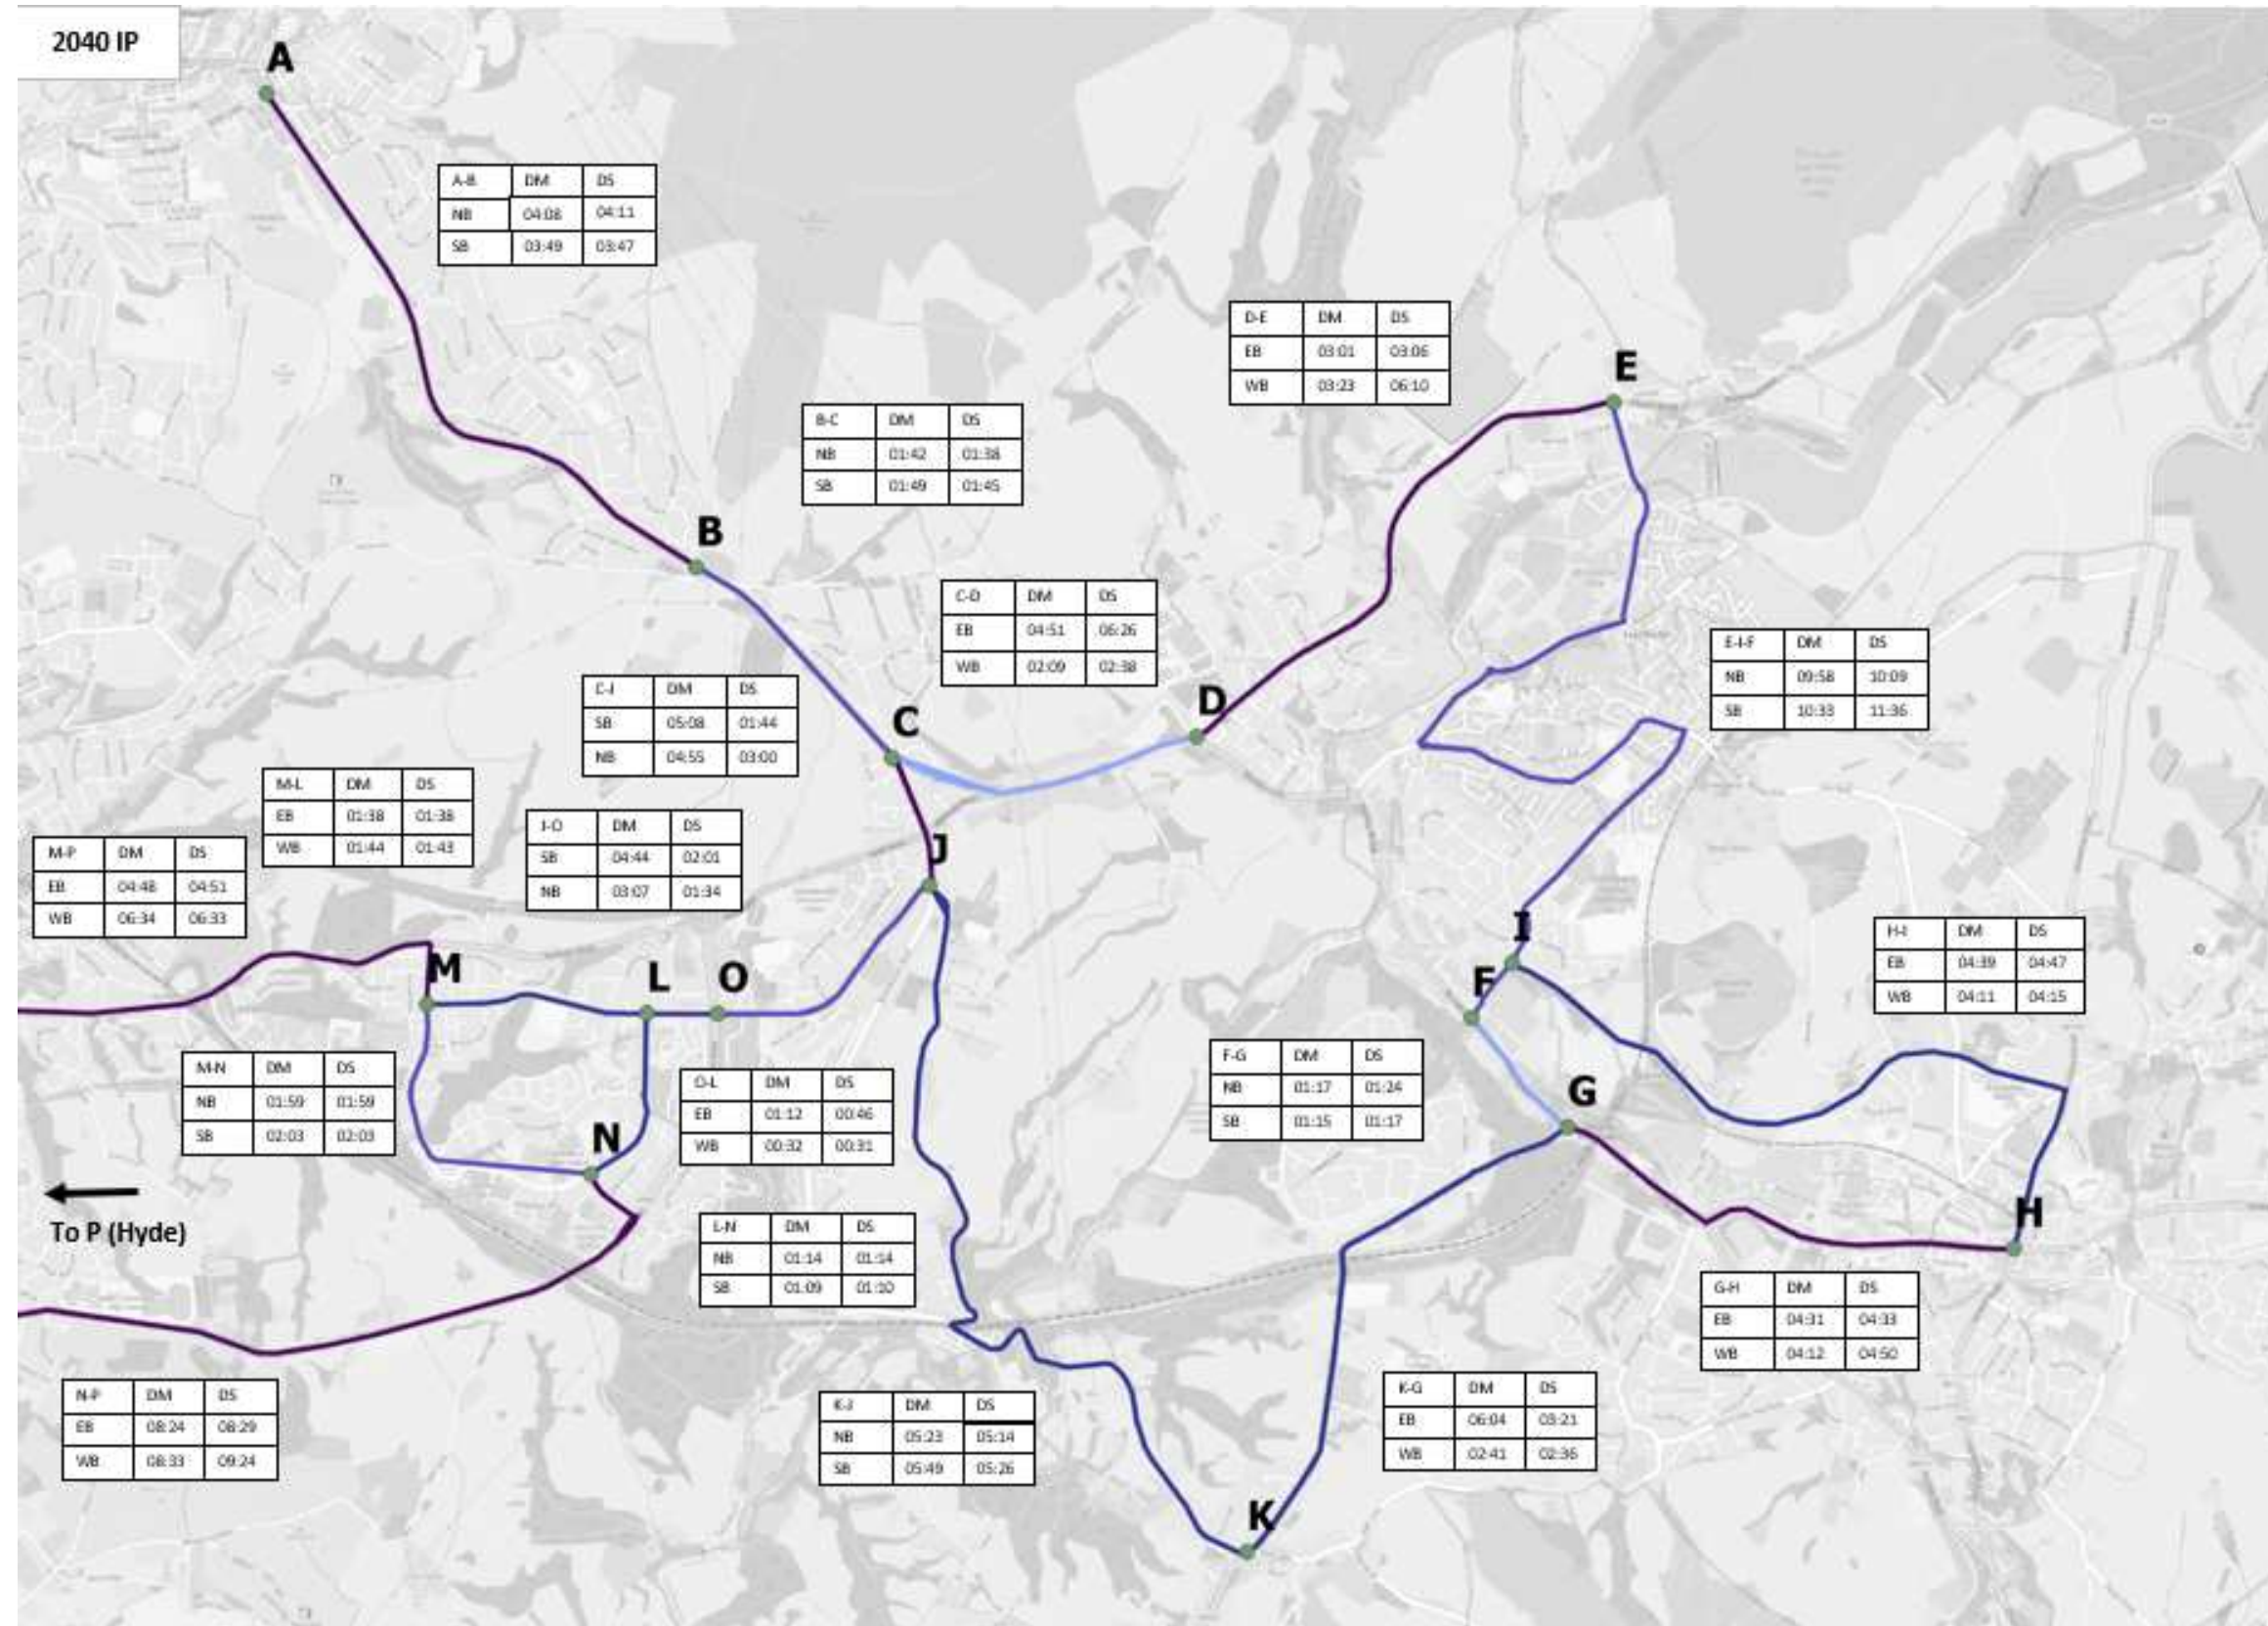 2040 IP
A
A-B DM DS
NB 04:08 04:11
SB 03:49 03:47
D-E DM DS
EB 03:01 03:06
WB 03:23 06:10
E
B-C DM DS
NB 01:42 01:38
SB 01:49 01:45
B
C-D DM DS
EB 04:51 06:26
WB 02:09 02:38
E-I-F DM DS
NB 09:58 10:09
SB 10:33 11:36
C-J DM DS
SB 05:08 01:44
NB 04:55 03:00
C
D
M-L DM DS
EB 01:38 01:38
WB 01:44 01:43
J-O DM DS
SB 04:44 02:01
NB 03:07 01:34
J
M-P DM DS
EB 04:48 04:51
WB 06:34 06:33
H-I DM DS
EB 04:39 04:47
WB 04:11 04:15
M
L
O
I
F
M-N DM DS
NB 01:59 01:59
SB 02:03 02:03
O-L DM DS
EB 01:12 00:46
WB 00:32 00:31
F-G DM DS
NB 01:17 01:24
SB 01:15 01:17
G
N
To P (Hyde)
L-N DM DS
NB 01:14 01:14
SB 01:09 01:10
H
G-H DM DS
EB 04:31 04:33
WB 04:12 04:50
N-P DM DS
EB 08:24 08:29
WB 08:33 09:24
K-J DM DS
NB 05:23 05:14
SB 05:49 05:26
K-G DM DS
EB 06:04 03:21
WB 02:41 02:36
K